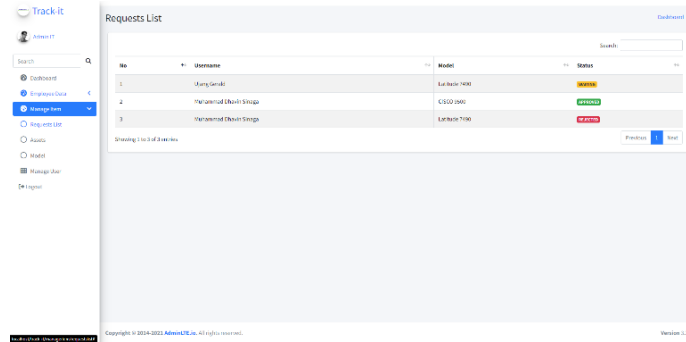 Track-it
Requests List
Dashboard
Admin IT
Search:
Search
No
Username
Model
Status
Dashboard
1
Ujang Gerald
Latitude 7490
Employee Data
2
Muhammad Dhavin Sinaga
CISCO 9500
APPROVED
Manage Item
3
Muhammad Dhavin Sinaga
Latitude 7490
REJECTED
Requests List
Showing 1 to 3 of 3 entries
Previous
1
Next
Assets
Model
Manage User
Logout
Copyright © 2014-2021 AdminLTE.io. All rights reserved.
Version